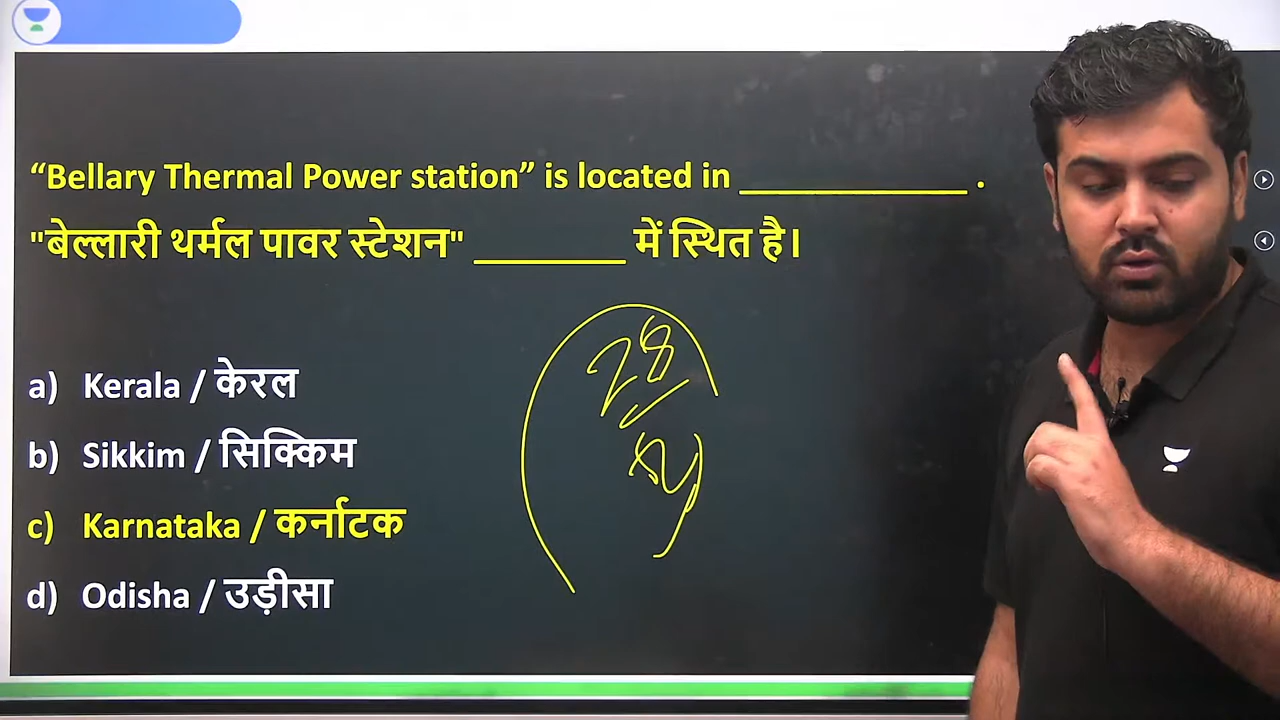 “Bellary Thermal Power station” is located in ____________ .
"बेल्लारी थर्मल पावर स्टेशन" ________ में स्थित है।
28
a) Kerala / केरल
b) Sikkim / सिक्किम
c) Karnataka / कर्नाटक
d) Odisha / उड़ीसा